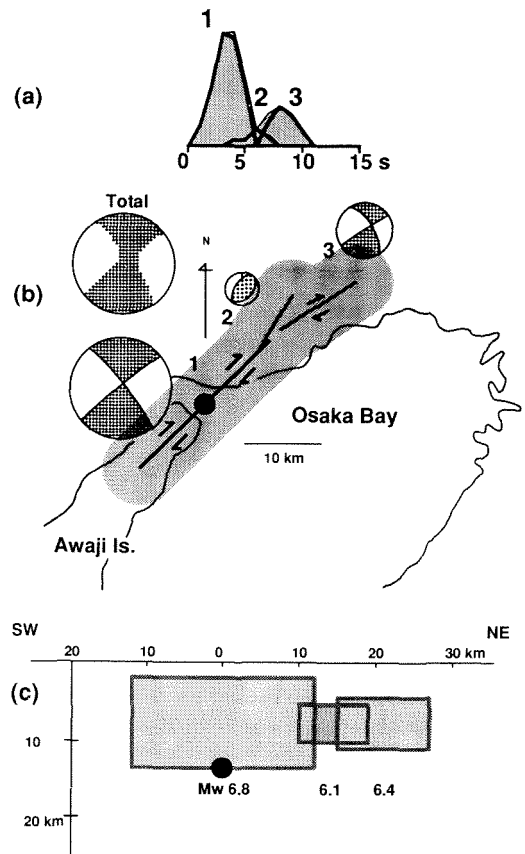 1
(a)
2 3
0 5 10 15 s
Total
N
3
(b)
2
1
Osaka Bay
10 km
Awaji Is.
SW NE
20 10 0 10 20 30 km
(c)
10
Mw 6.8 6.1 6.4
20 km